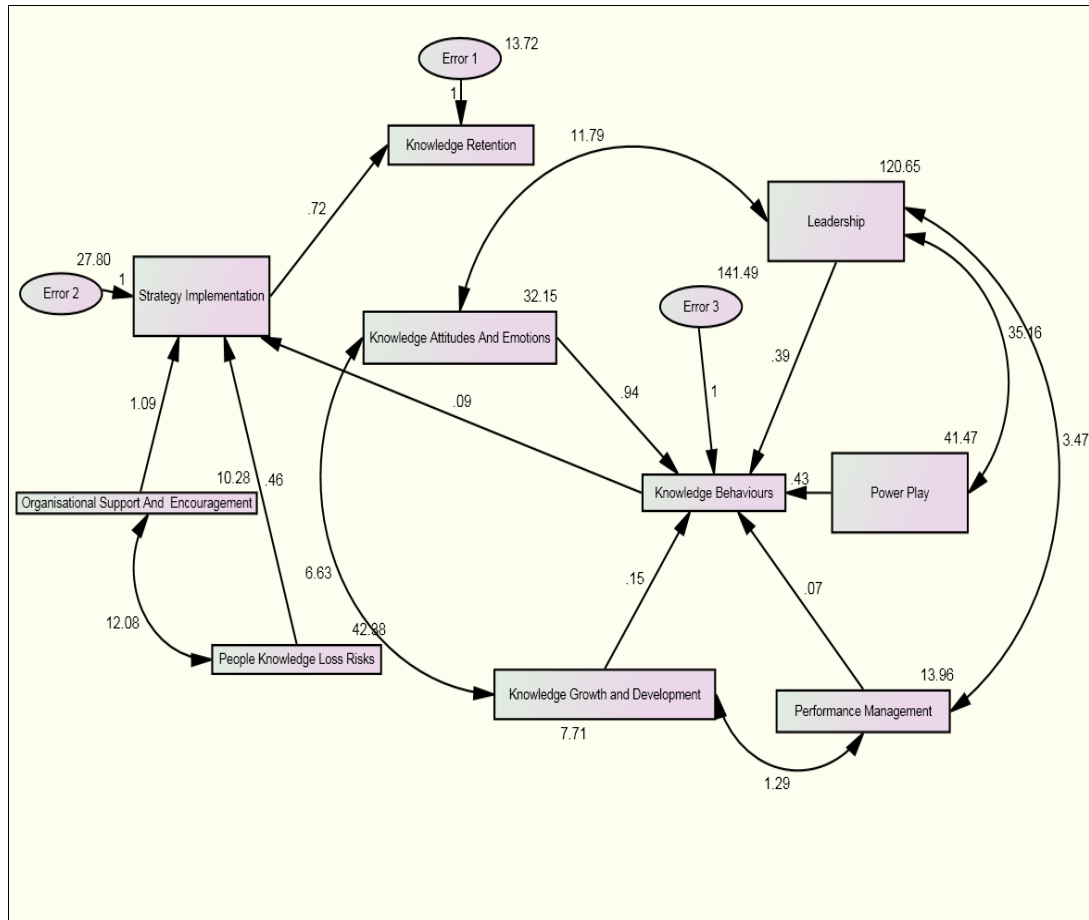 Error 1
13.72
1
Knowledge Retention
11.79
120.65
Leadership
.72
27.80
1
Error 2
Strategy Implementation
141.49
Error 3
32.15
Knowledge Attitudes And Emotions
35.16
.39
.94
1
1.09
.09
41.47
3.47
10.28
.46
Organisational Support And Encouragement
Knowledge Behaviours
.43
Power Play
6.63
.15
.07
12.08
42.38
People Knowledge Loss Risks
13.96
Knowledge Growth and Development
Performance Management
7.71
1.29